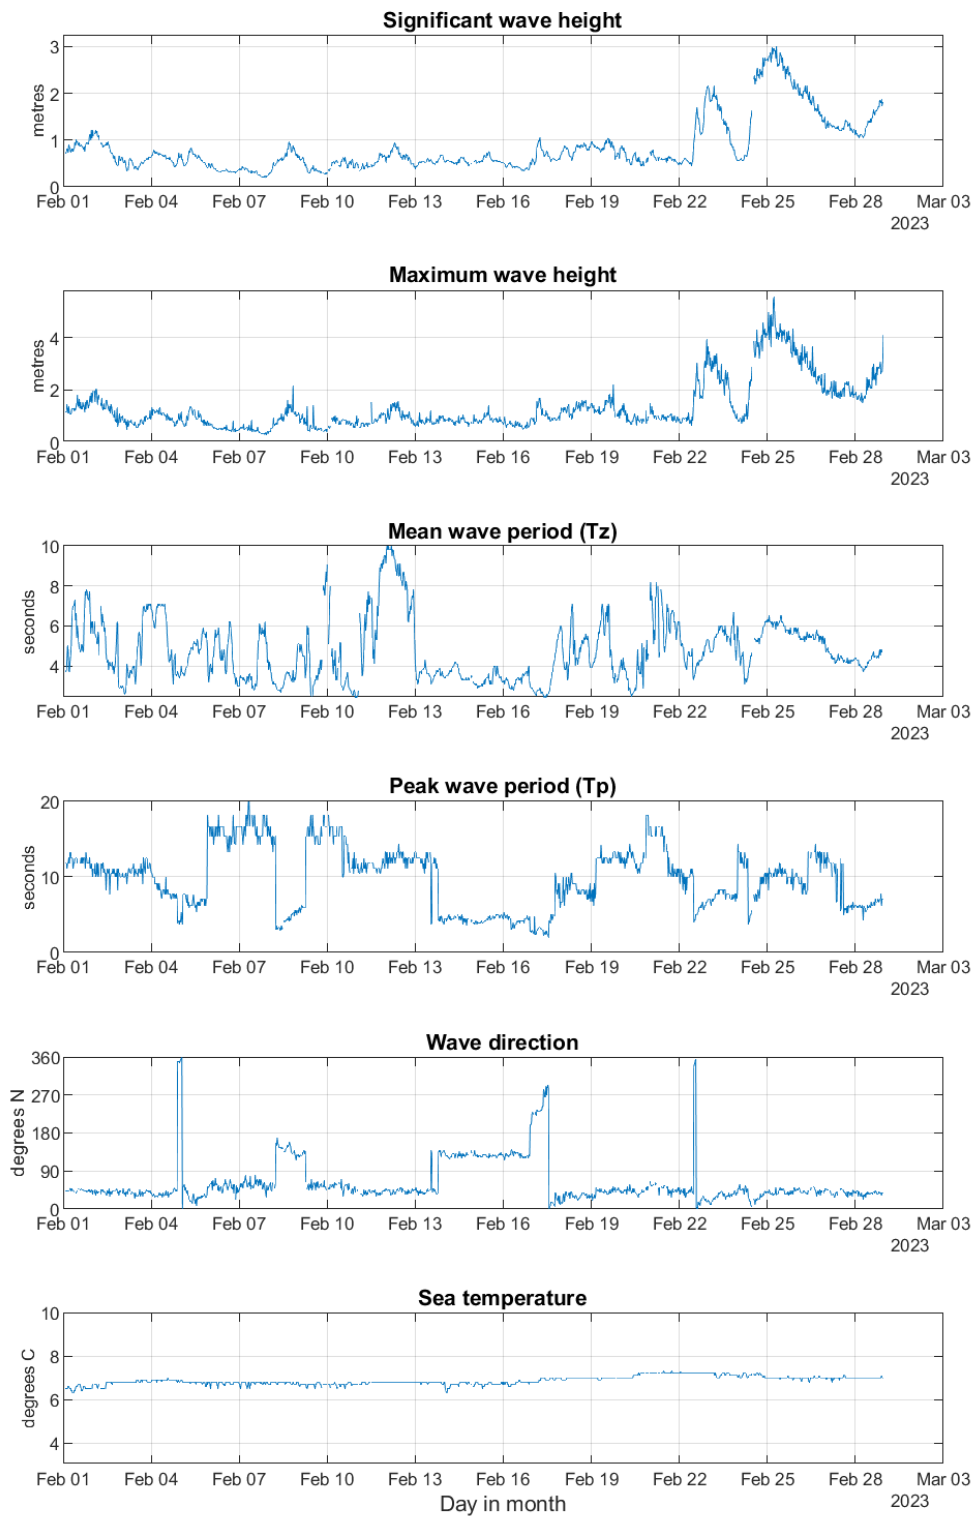 Significant wave height
metres
3
2
1
0
Feb 01 Feb 04 Feb 07 Feb 10 Feb 13 Feb 16 Feb 19 Feb 22 Feb 25 Feb 28 Mar 03
2023
Maximum wave height
metres
4
2
0
Feb 01 Feb 04 Feb 07 Feb 10 Feb 13 Feb 16 Feb 19 Feb 22 Feb 25 Feb 28 Mar 03
2023
Mean wave period (Tz)
seconds
10
8
6
4
Feb 01 Feb 04 Feb 07 Feb 10 Feb 13 Feb 16 Feb 19 Feb 22 Feb 25 Feb 28 Mar 03
2023
Peak wave period (Tp)
seconds
20
10
0
Feb 01 Feb 04 Feb 07 Feb 10 Feb 13 Feb 16 Feb 19 Feb 22 Feb 25 Feb 28 Mar 03
2023
Wave direction
degrees N
360
270
180
90
0
Feb 01 Feb 04 Feb 07 Feb 10 Feb 13 Feb 16 Feb 19 Feb 22 Feb 25 Feb 28 Mar 03
2023
Sea temperature
degrees C
10
8
6
4
Feb 01 Feb 04 Feb 07 Feb 10 Feb 13 Feb 16 Feb 19 Feb 22 Feb 25 Feb 28 Mar 03
Day in month
2023